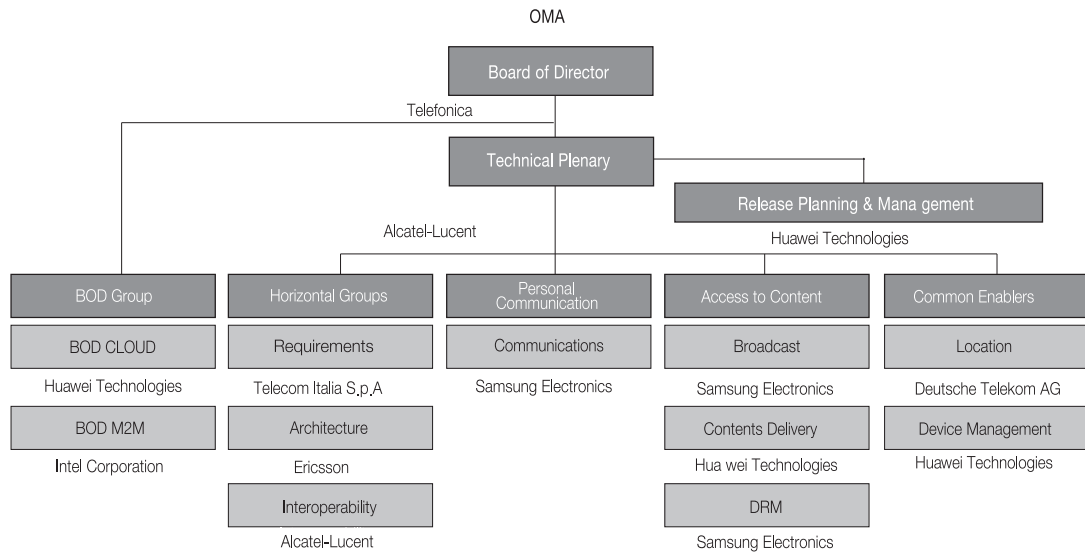 OMA
Board of Director
Telefonica
Technical Plenary
Release Planning & Mana gement
Alcatel-Lucent
Huawei Technologies
BOD Group
Horizontal Groups
Personal
Communication
Access to Content
Common Enablers
BOD CLOUD
Requirements
Communications
Broadcast
Location
Huawei Technologies
Telecom Italia S.p.A
Samsung Electronics
Samsung Electronics
Deutsche Telekom AG
BOD M2M
Architecture
Contents Delivery
Device Management
Intel Corporation
Ericsson
Hua wei Technologies
Huawei Technologies
Interoperability
DRM
Alcatel-Lucent
Samsung Electronics